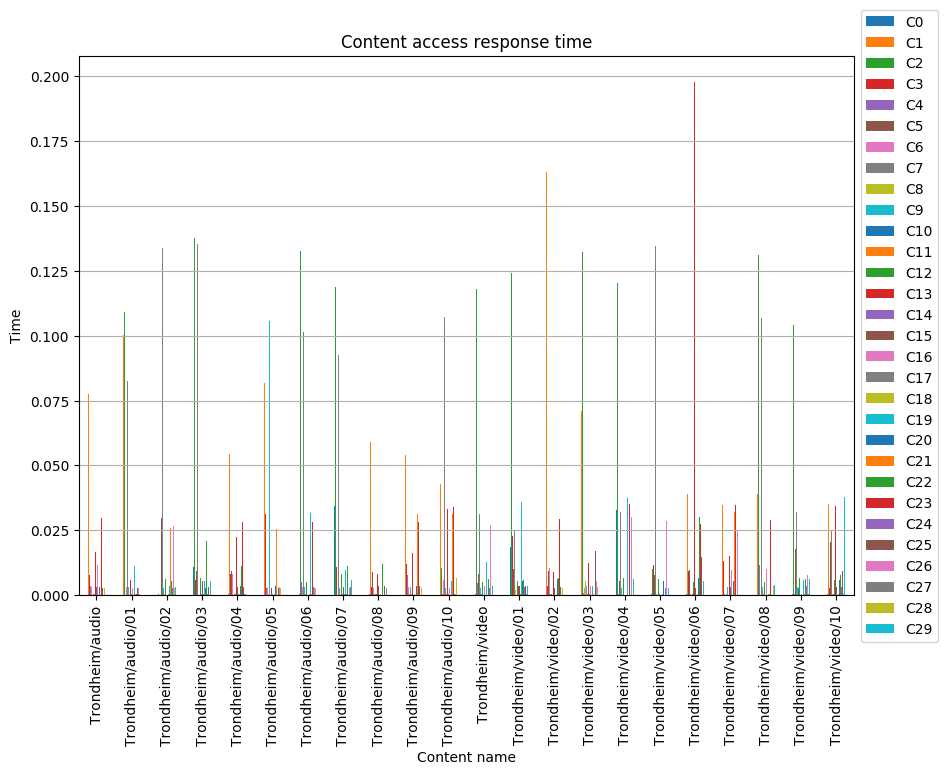 Content access response time
Time
0.200
0.175
0.150
0.125
0.100
0.075
0.050
0.025
0.000
Trondheim/audio
Trondheim/audio/01
Trondheim/audio/02
Trondheim/audio/03
Trondheim/audio/04
Trondheim/audio/05
Trondheim/audio/06
Trondheim/audio/07
Trondheim/audio/08
Trondheim/audio/09
Trondheim/audio/10
Trondheim/video
Trondheim/video/01
Trondheim/video/02
Trondheim/video/03
Trondheim/video/04
Trondheim/video/05
Trondheim/video/06
Trondheim/video/07
Trondheim/video/08
Trondheim/video/09
Trondheim/video/10
Content name
C0
C1
C2
C3
C4
C5
C6
C7
C8
C9
C10
C11
C12
C13
C14
C15
C16
C17
C18
C19
C20
C21
C22
C23
C24
C25
C26
C27
C28
C29